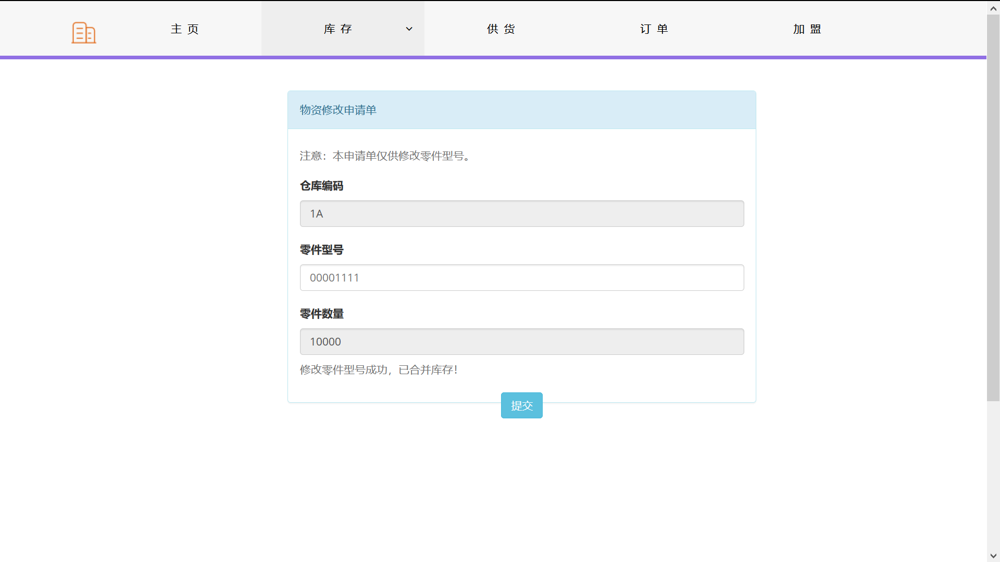 主 页
库 存
供 货
订 单
加 盟
物资修改申请单
注意：本申请单仅供修改零件型号。
仓库编码
1A
零件型号
00001111
零件数量
10000
修改零件型号成功，已合并库存！
提交